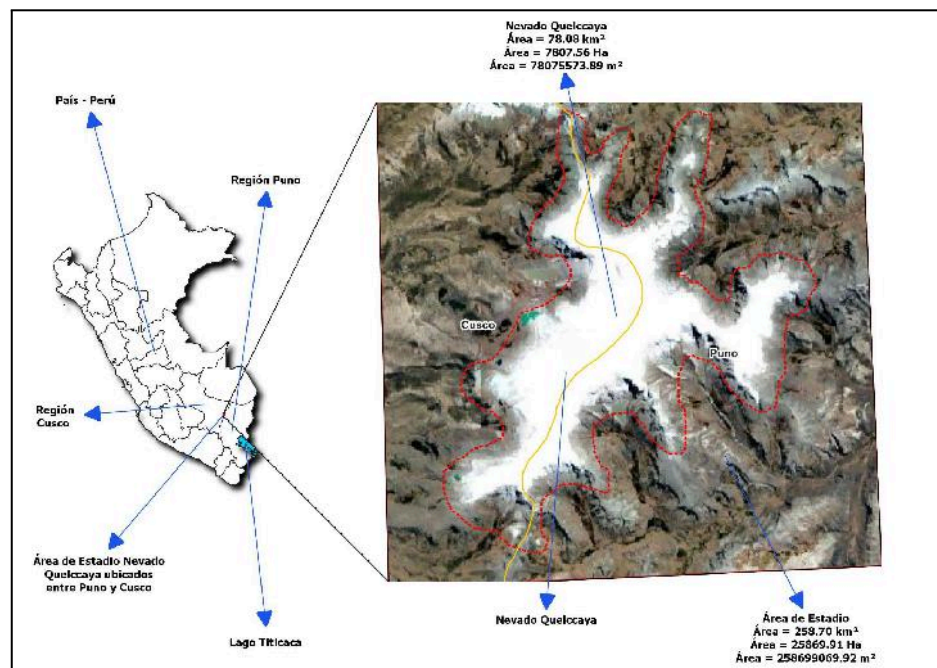 Nevado Quelccaya
Área = 78.08 km²
Área = 7807.56 Ha
Área = 78075573.89 m²
País - Perú
Región Puno
Cusco
Puno
Región
Cusco
Área de Estadio Nevado
Quelccaya ubicados
entre Puno y Cusco
Lago Titicaca
Nevado Quelccaya
Área de Estadio
Área = 258.70 km²
Área = 25869.91 Ha
Área = 258699069.92 m²